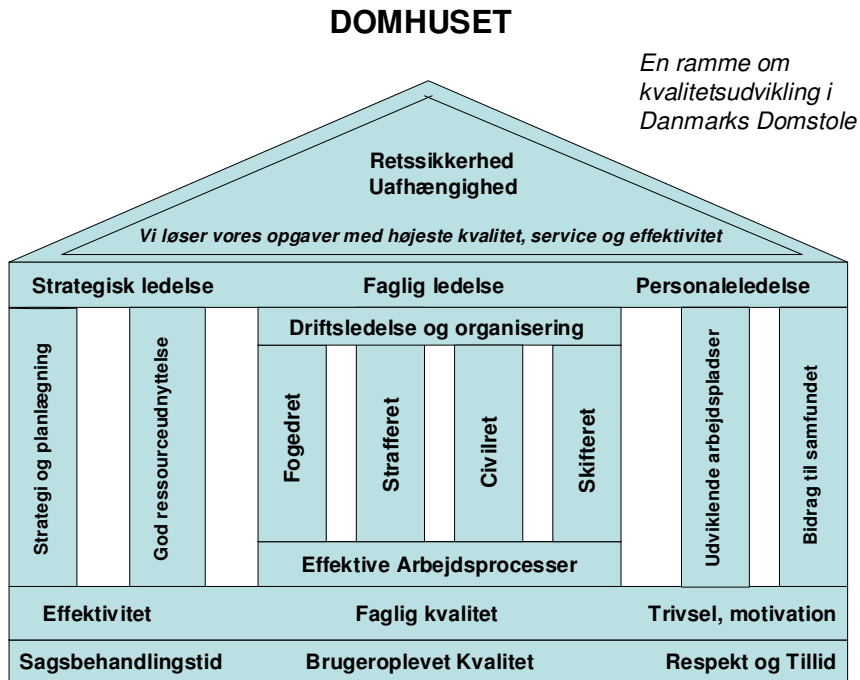 DOMHUSET
En ramme om
kvalitetsudvikling i
Danmarks Domstole
Retssikkerhed
Uafhængighed
Vi løser vores opgaver med højeste kvalitet, service og effektivitet
Strategisk ledelse
Faglig ledelse
Personaleledelse
Strategi og planlægning
God ressourceudnyttelse
Driftsledelse og organisering
Fogedret
Strafferet
Civilret
Skifteret
Effektive Arbejdsprocesser
Udviklende arbejdspladser
Bidrag til samfundet
Effektivitet
Faglig kvalitet
Trivsel, motivation
Sagsbehandlingstid
Brugeroplevet Kvalitet
Respekt og Tillid